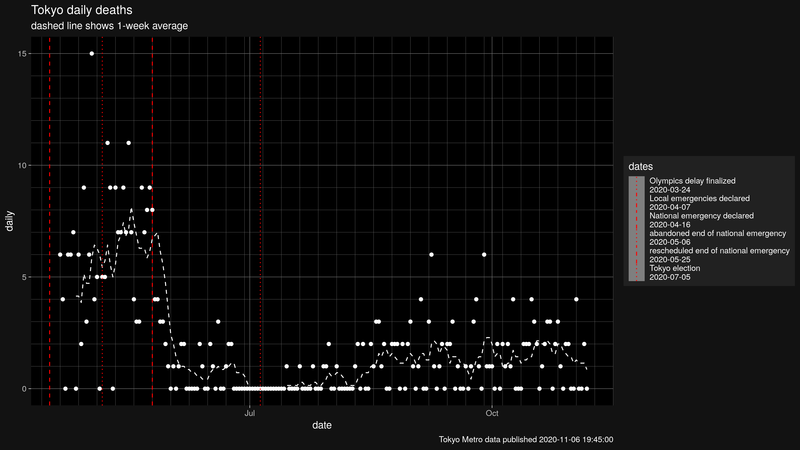 Tokyo daily deaths
dashed line shows 1-week average
15
10
5
0
daily
Jul
Oct
date
Tokyo Metro data published 2020-11-06 19:45:00
dates
Olympics delay finalized
2020-03-24
Local emergencies declared
2020-04-07
National emergency declared
2020-04-16
abandoned end of national emergency
2020-05-06
rescheduled end of national emergency
2020-05-25
Tokyo election
2020-07-05